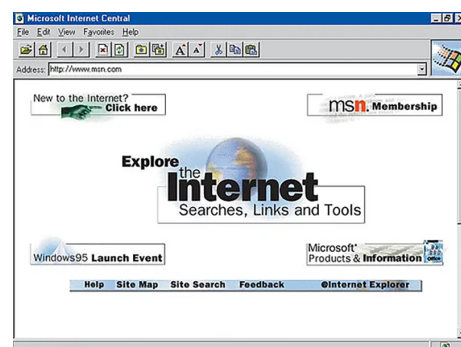 Microsoft Internet Central
File Edit View Favorites Help
Address: http://www.msn.com
New to the Internet?
Click here
msn. Membership
Explore
the
Internet
Searches, Links and Tools
Windows95 Launch Event
Microsoft®
Products & Information
Office
Help Site Map Site Search Feedback @Internet Explorer